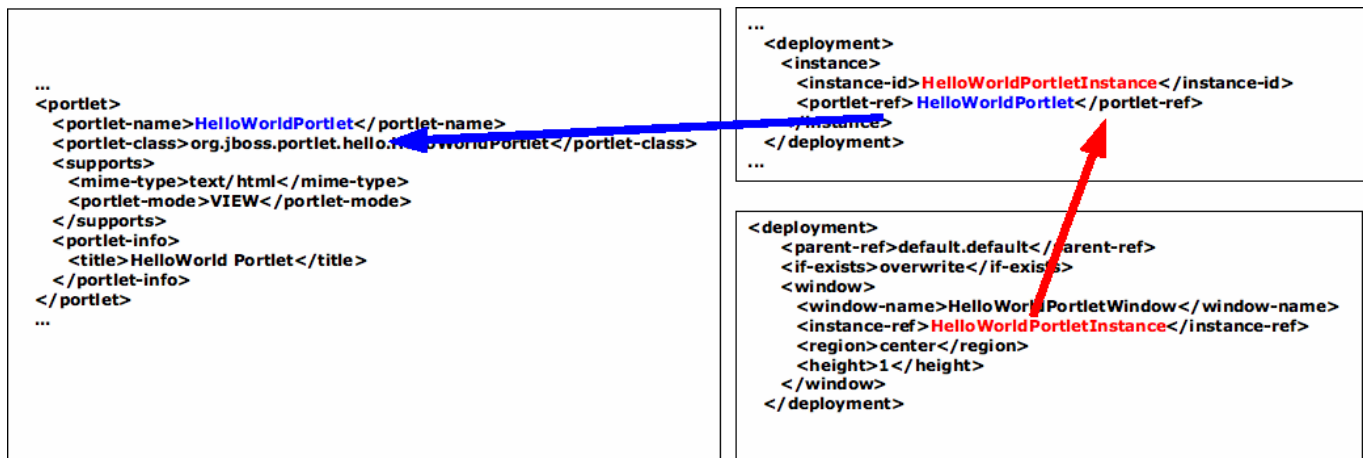 ...
<portlet>
<portlet-name>HelloWorldPortlet</portlet-name>
<portlet-class>org.jboss.portlet.hello.HelloWorldPortlet</portlet-class>
<supports>
<mime-type>text/html</mime-type>
<portlet-mode>VIEW</portlet-mode>
</supports>
<portlet-info>
<title>HelloWorld Portlet</title>
</portlet-info>
</portlet>
...
...
<deployment>
<instance>
<instance-id>HelloWorldPortletInstance</instance-id>
<portlet-ref>HelloWorldPortlet</portlet-ref>
</instance>
</deployment>
...
<deployment>
<parent-ref>default.default</parent-ref>
<if-exists>overwrite</if-exists>
<window>
<window-name>HelloWorldPortletWindow</window-name>
<instance-ref>HelloWorldPortletInstance</instance-ref>
<region>center</region>
<height>1</height>
</window>
</deployment>